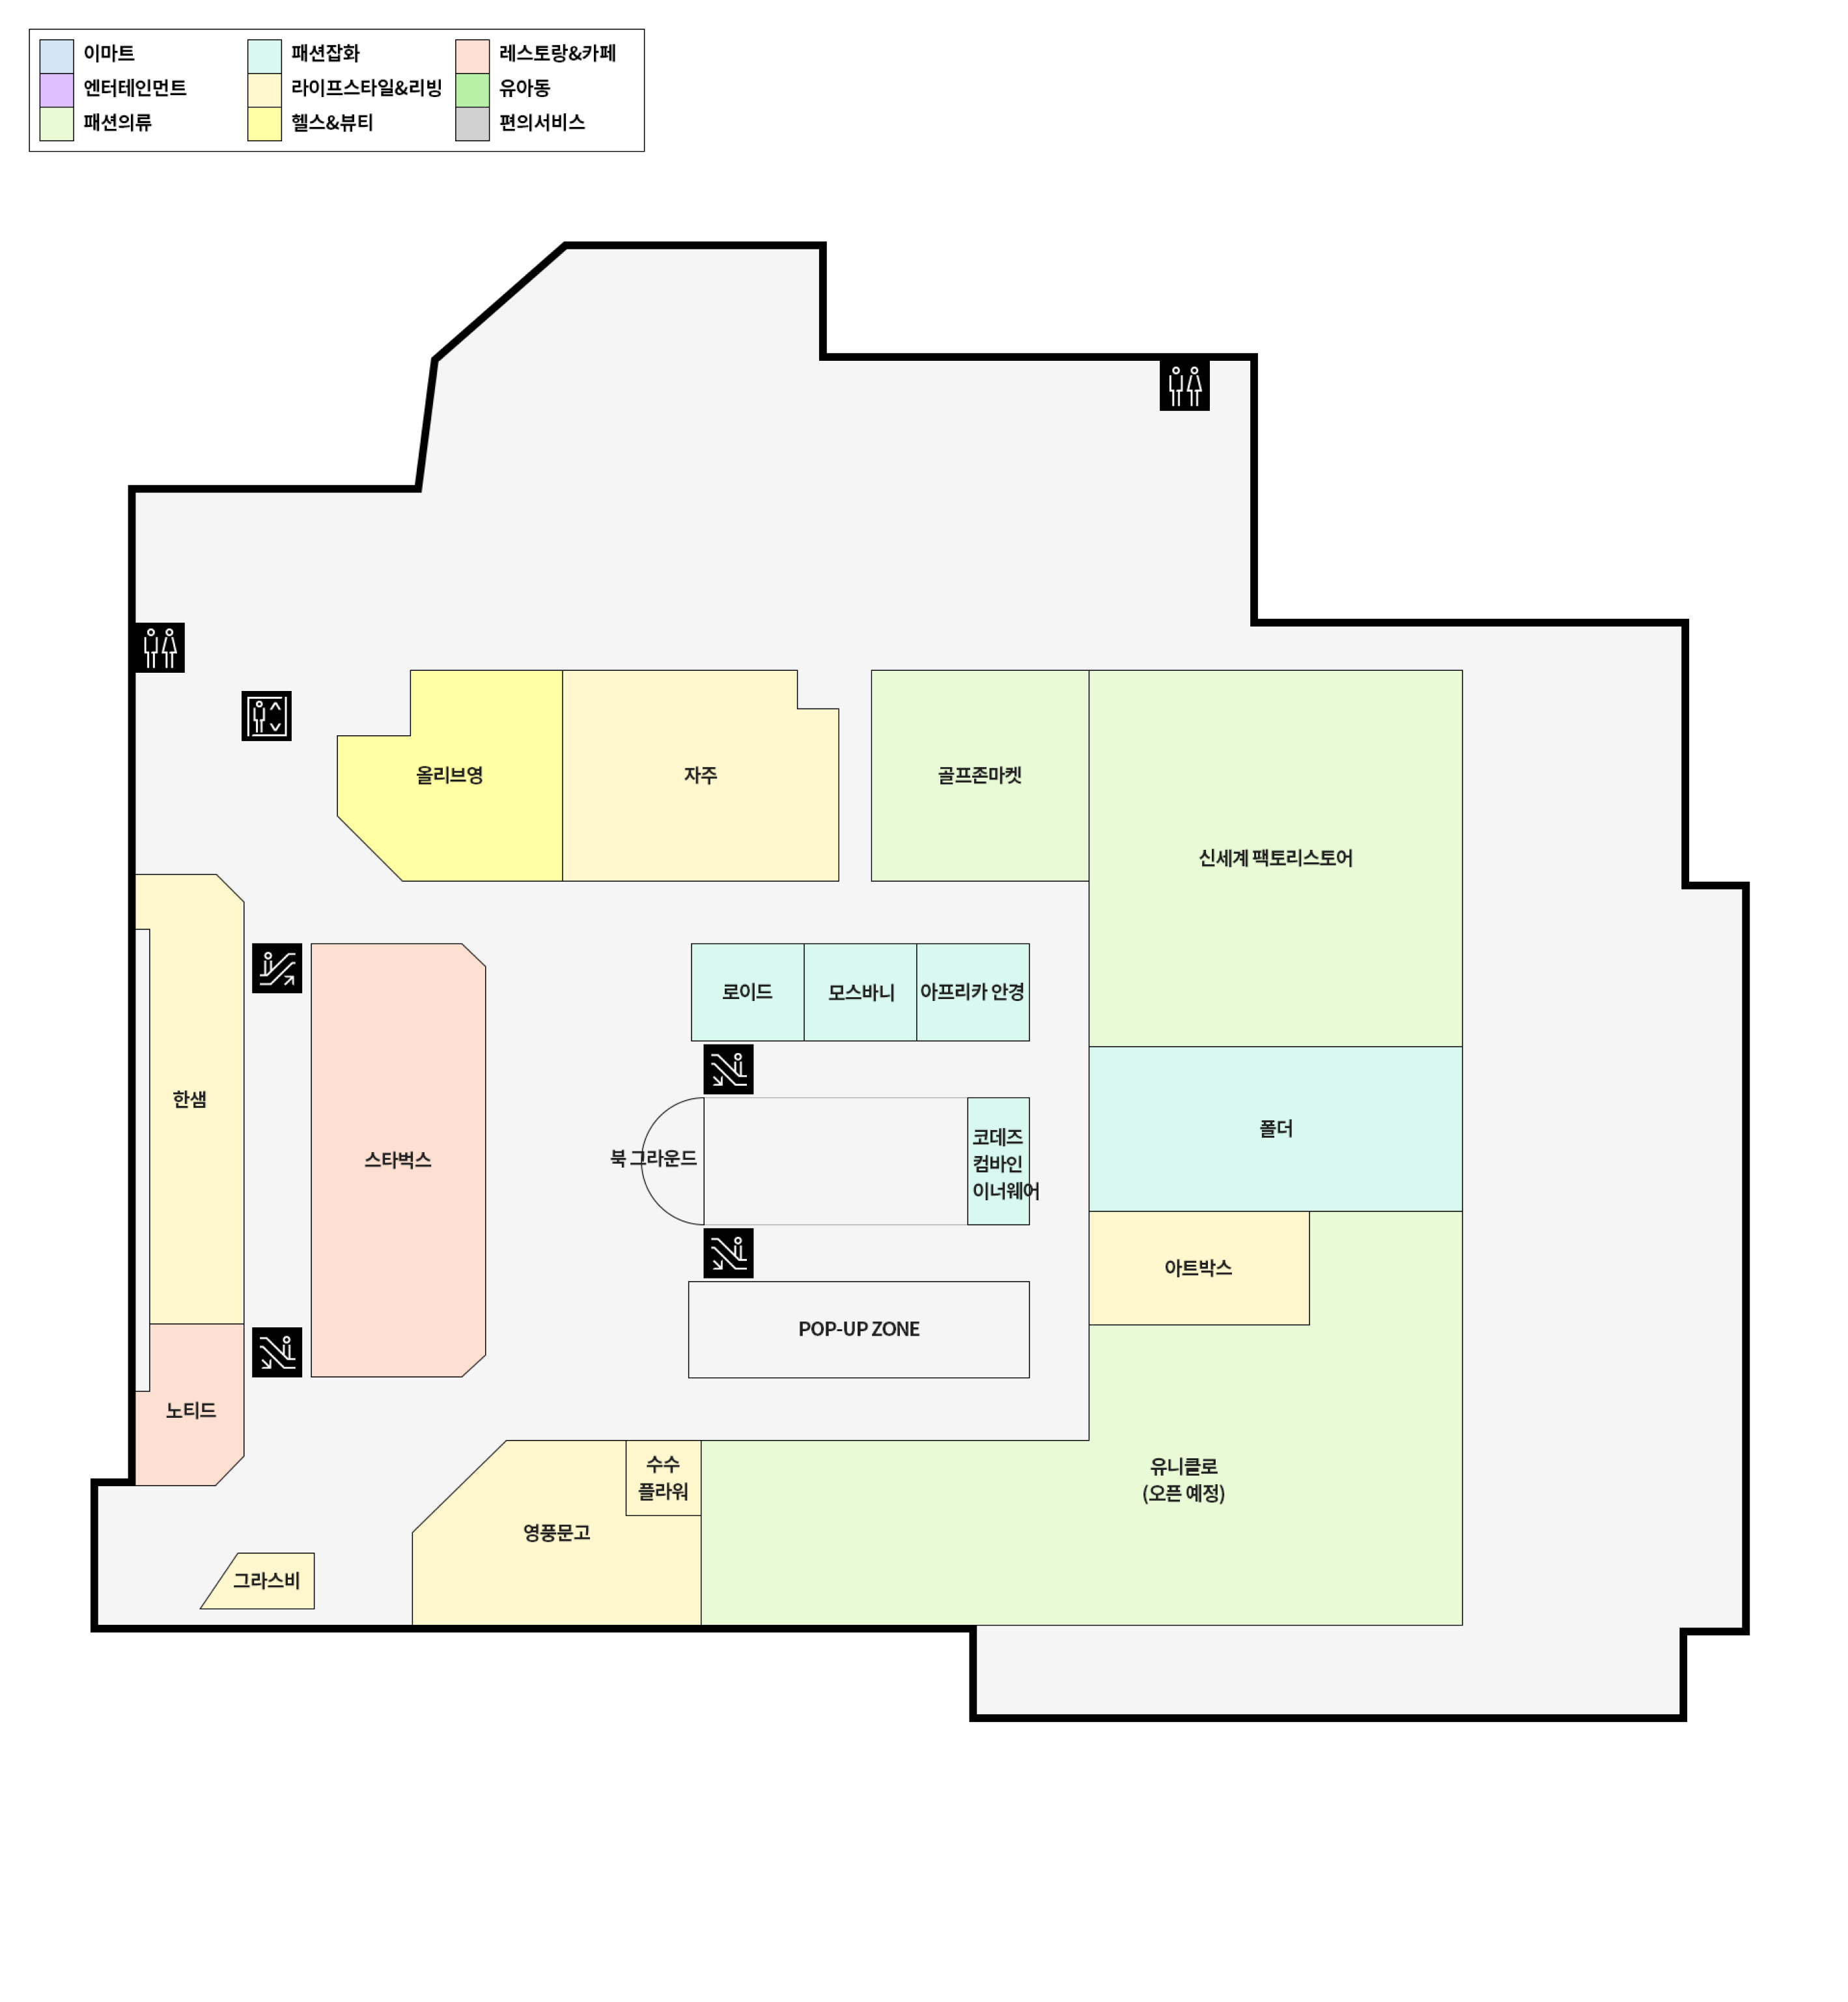 이마트
패션잡화
레스토랑&카페
엔터테인먼트
라이프스타일&리빙
유아동
패션의류
헬스&뷰티
편의서비스
올리브영
자주
골프존마켓
신세계 팩토리스토어
로이드
모스바니
아프리카 안경
한샘
스타벅스
북 그라운드
코데즈
컴바인
이너웨어
폴더
아트박스
POP-UP ZONE
노티드
수수
플라워
영풍문고
유니클로
(오픈 예정)
그라스비